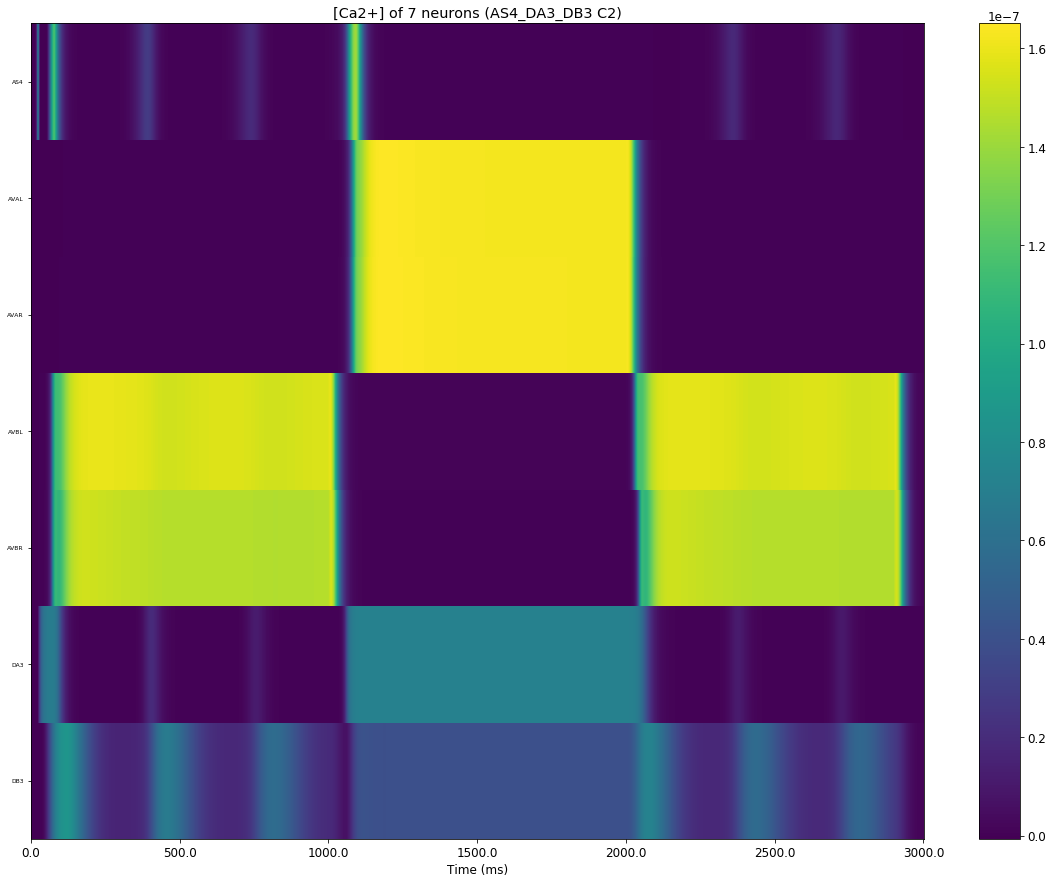 [Ca2+] of 7 neurons (AS4_DA3_DB3 C2)
1e−7
AS4
AVAL
AVAR
AVBL
AVBR
DA3
DB3
0.0 500.0 1000.0 1500.0 2000.0 2500.0 3000.0
Time (ms)
1.6
1.4
1.2
1.0
0.8
0.6
0.4
0.2
0.0